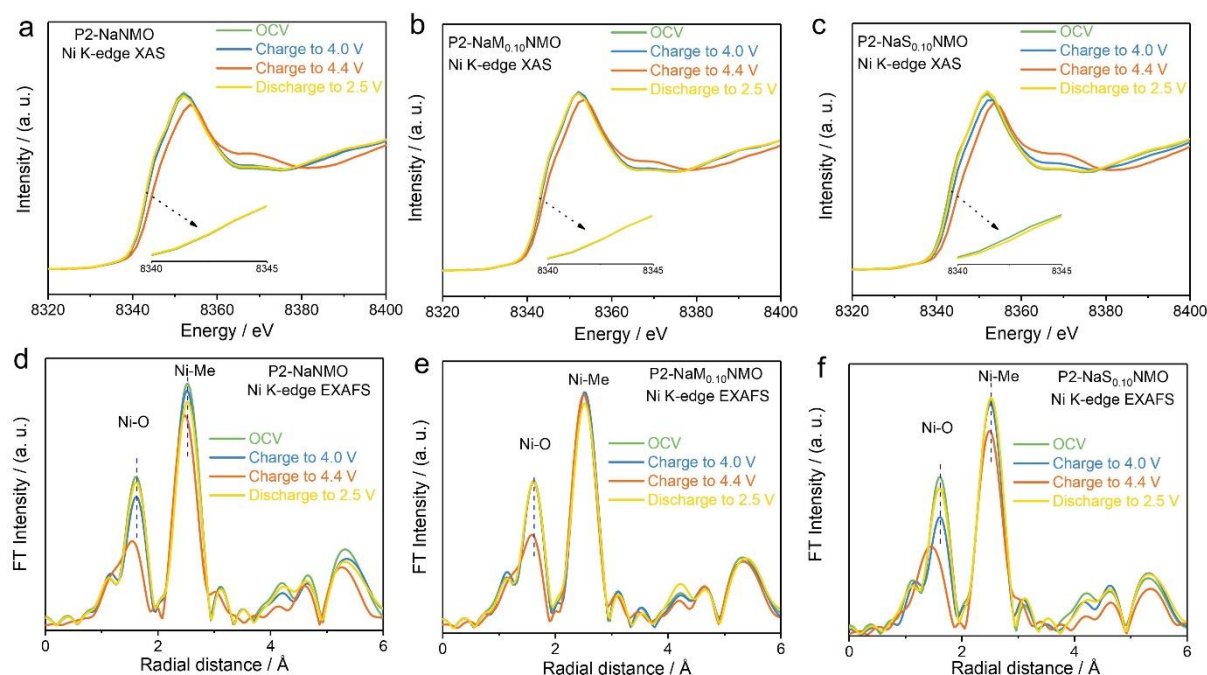 a
P2-NaNMO
Ni K-edge XAS
OCV
Charge to 4.0 V
Charge to 4.4 V
Discharge to 2.5 V
Intensity / (a. u.)
8340
8345
8320
8340
8360
8380
8400
Energy / eV
b
P2-NaM₀.₁₀NMO
Ni K-edge XAS
OCV
Charge to 4.0 V
Charge to 4.4 V
Discharge to 2.5 V
Intensity / (a. u.)
8340
8345
8320
8340
8360
8380
8400
Energy / eV
c
P2-NaS₀.₁₀NMO
Ni K-edge XAS
OCV
Charge to 4.0 V
Charge to 4.4 V
Discharge to 2.5 V
Intensity / (a. u.)
8340
8345
8320
8340
8360
8380
8400
Energy / eV
d
Ni-Me
P2-NaNMO
Ni K-edge EXAFS
Ni-O
OCV
Charge to 4.0 V
Charge to 4.4 V
Discharge to 2.5 V
FT Intensity / (a. u.)
0
2
4
6
Radial distance / Å
e
Ni-Me
P2-NaM₀.₁₀NMO
Ni K-edge EXAFS
Ni-O
OCV
Charge to 4.0 V
Charge to 4.4 V
Discharge to 2.5 V
FT Intensity / (a. u.)
0
2
4
6
Radial distance / Å
f
Ni-Me
P2-NaS₀.₁₀NMO
Ni K-edge EXAFS
Ni-O
OCV
Charge to 4.0 V
Charge to 4.4 V
Discharge to 2.5 V
FT Intensity / (a. u.)
0
2
4
6
Radial distance / Å